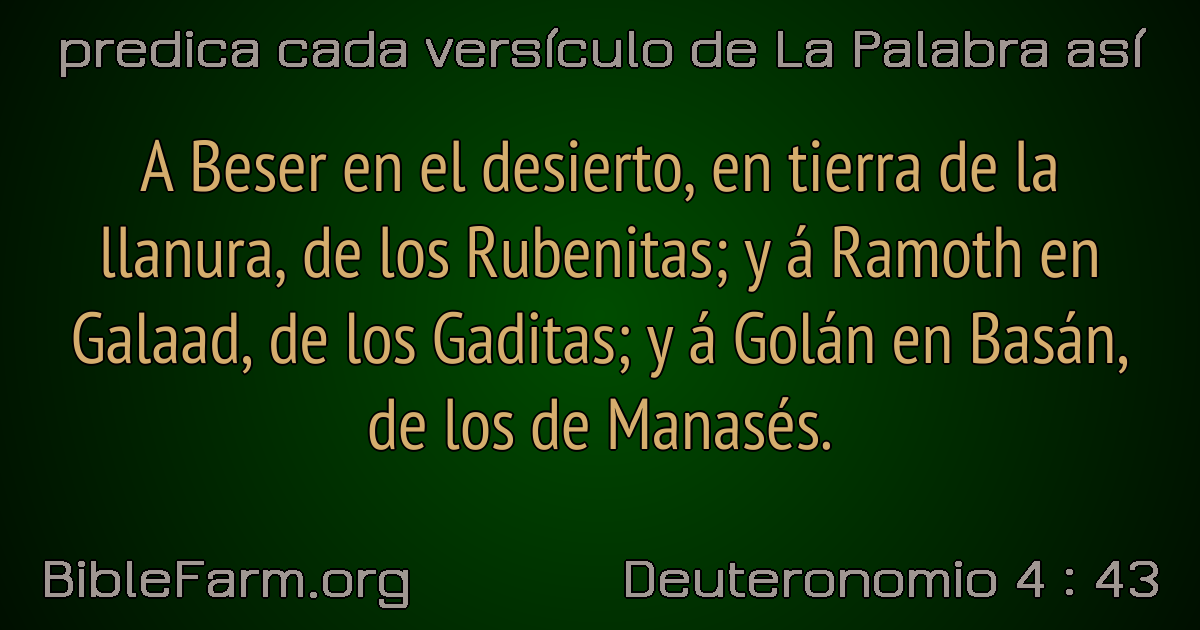 predica cada versículo de La Palabra así
A Beser en el desierto, en tierra de la
llanura, de los Rubenitas; y á Ramoth en
Galaad, de los Gaditas; y á Golán en Basán,
de los de Manasés.
BibleFarm.org
Deuteronomio 4 : 43